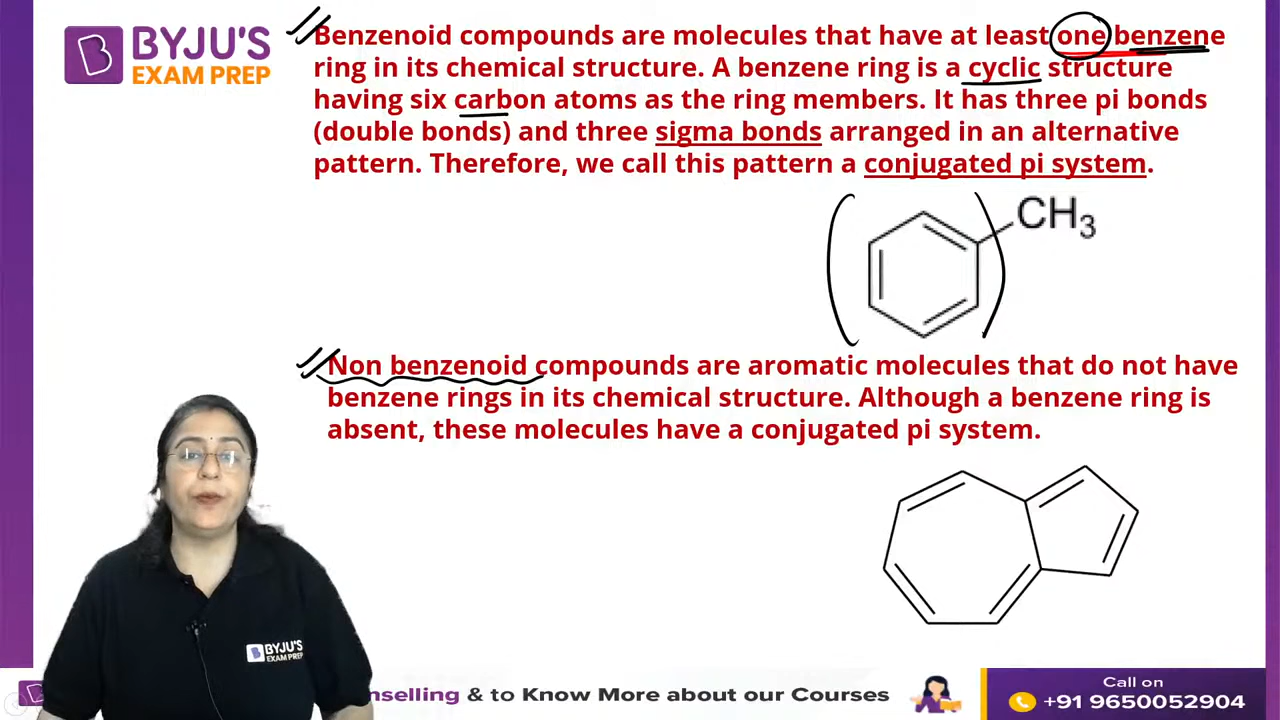 BYJU'S
EXAM PREP
Benzenoid compounds are molecules that have at least one benzene
ring in its chemical structure. A benzene ring is a cyclic structure
having six carbon atoms as the ring members. It has three pi bonds
(double bonds) and three sigma bonds arranged in an alternative
pattern. Therefore, we call this pattern a conjugated pi system.
CH3
Non benzenoid compounds are aromatic molecules that do not have
benzene rings in its chemical structure. Although a benzene ring is
absent, these molecules have a conjugated pi system.
BYJU'S
EXAM PREP
nselling & to Know More about our Courses
Call on
+91 9650052904